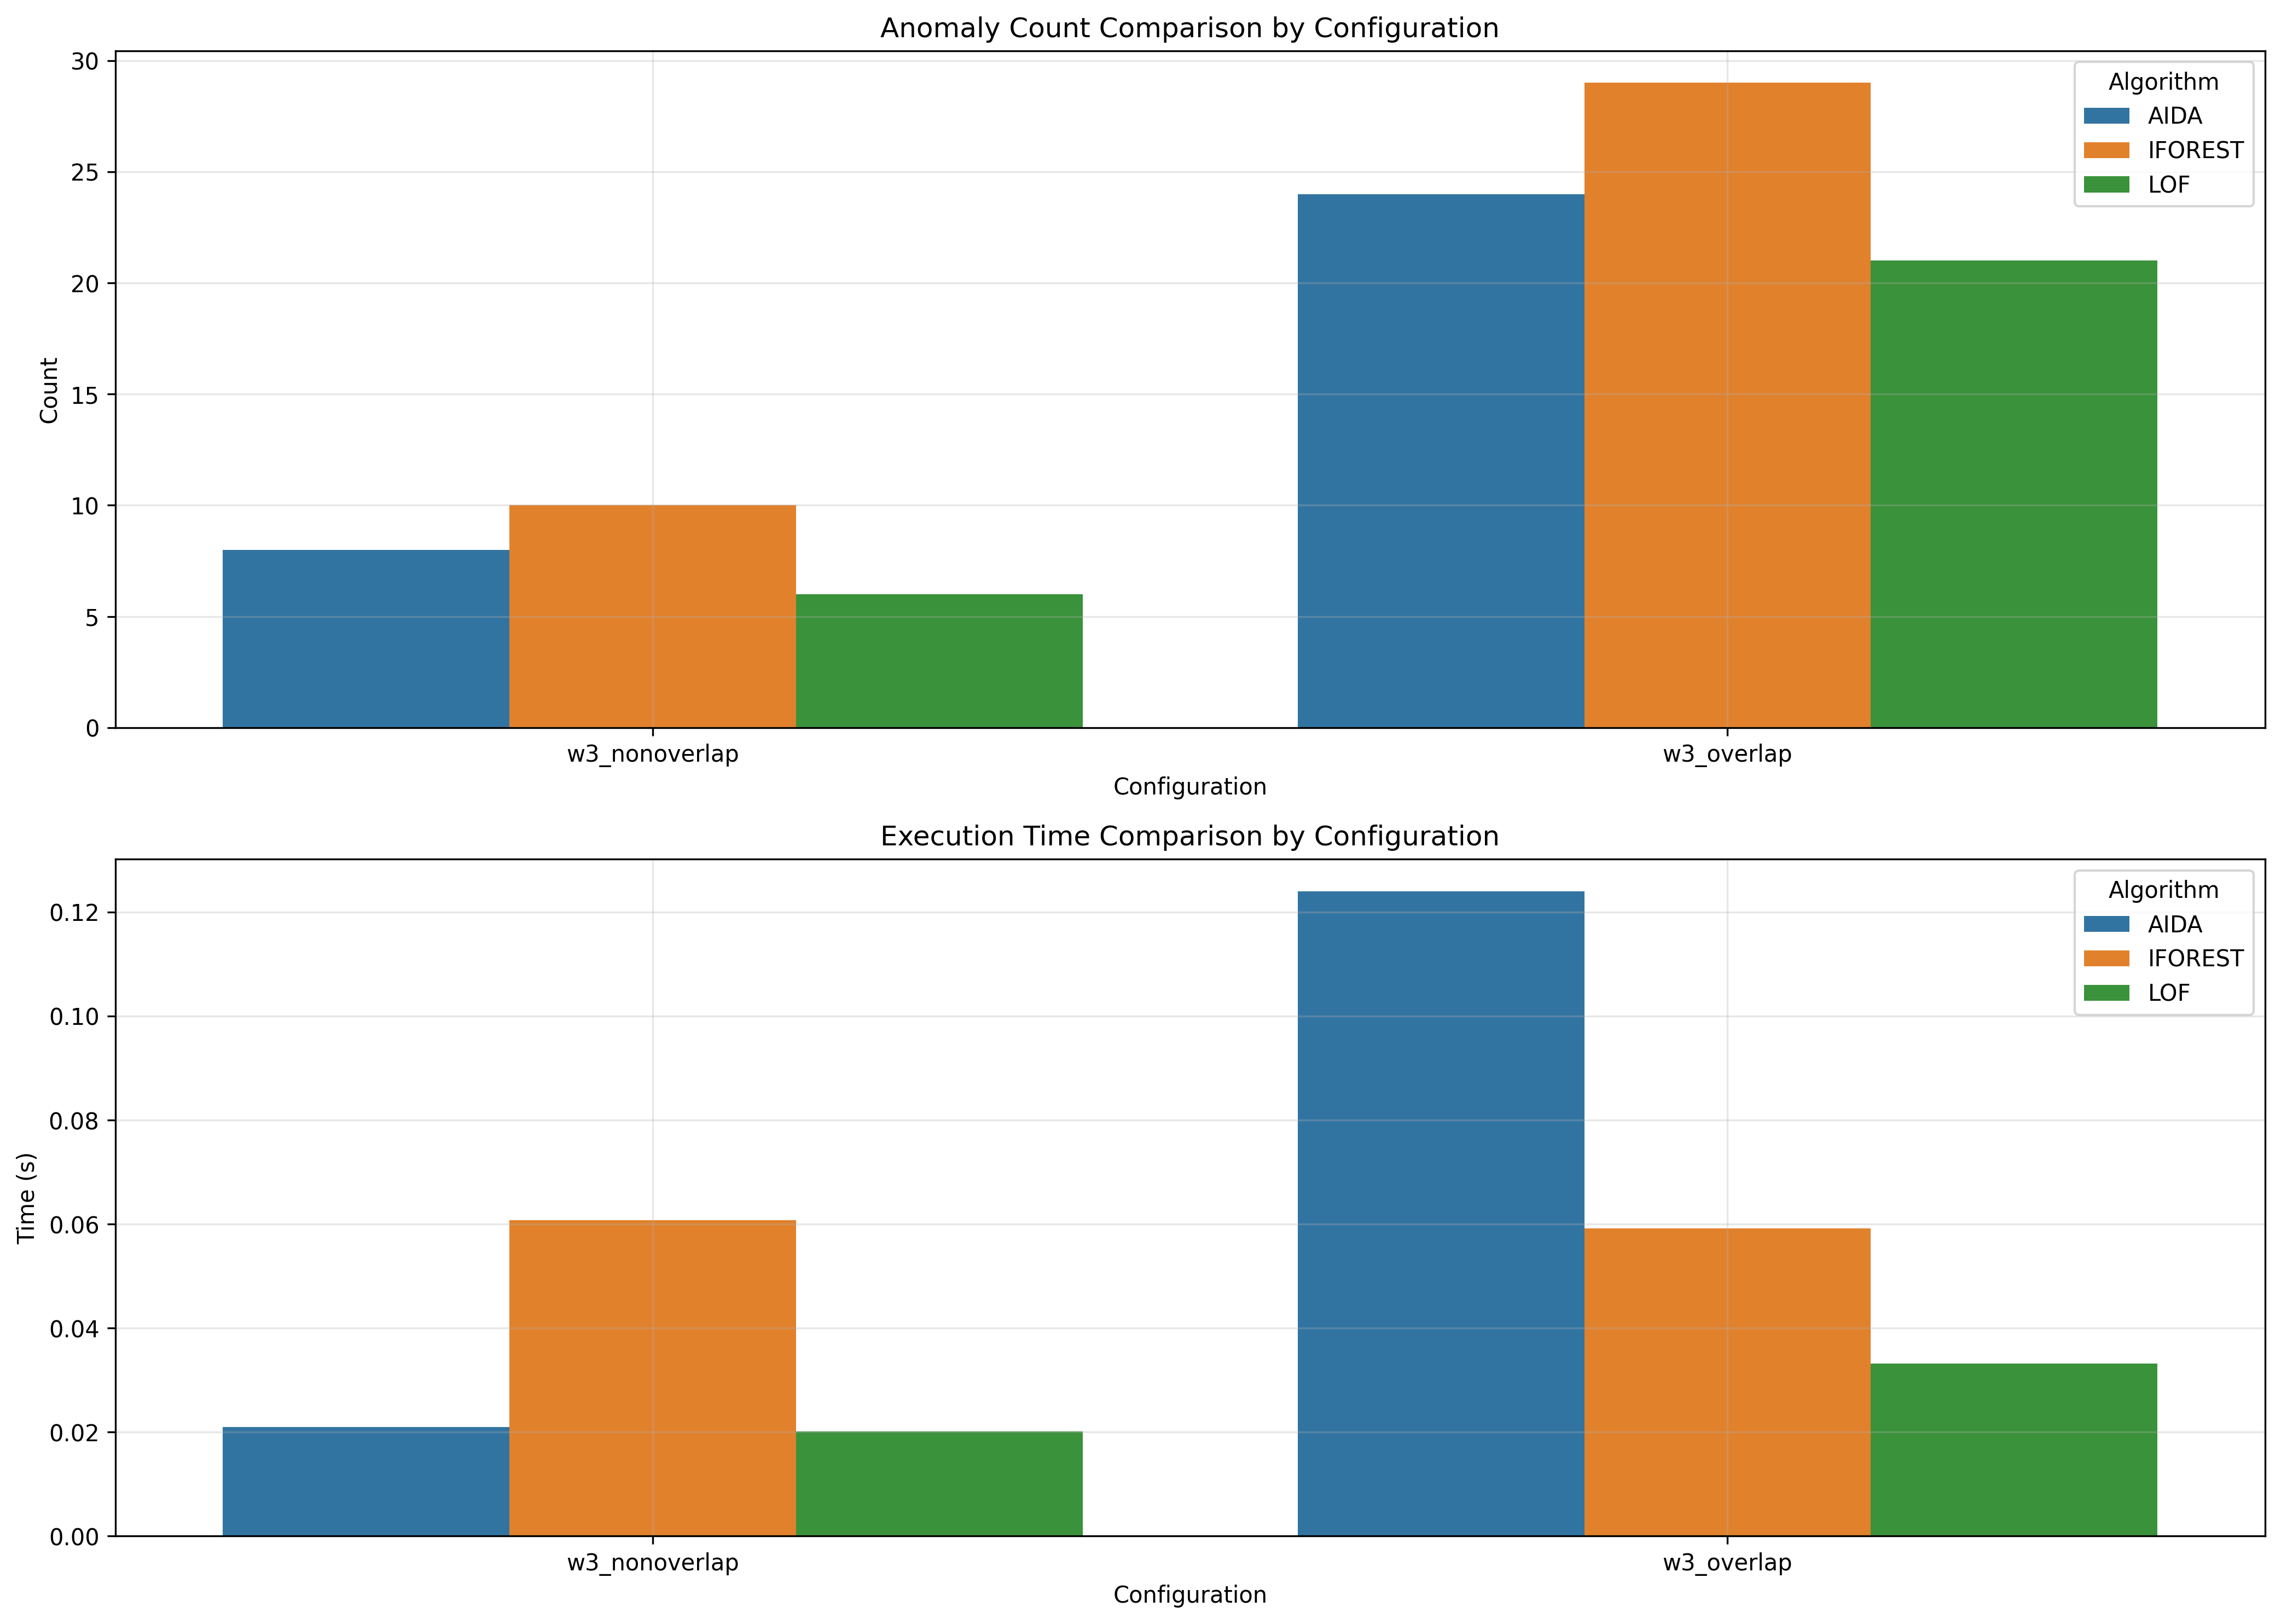 Anomaly Count Comparison by Configuration
30
25
20
15
10
5
0
Count
Algorithm
AIDA
IFOREST
LOF
w3_nonoverlap
w3_overlap
Configuration
Execution Time Comparison by Configuration
0.12
0.10
0.08
0.06
0.04
0.02
0.00
Time (s)
Algorithm
AIDA
IFOREST
LOF
w3_nonoverlap
w3_overlap
Configuration